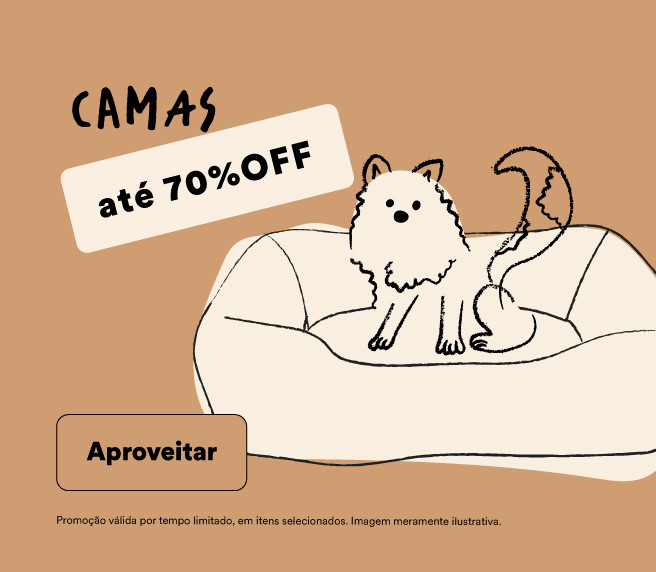 CAMAS
até 70%OFF
Aproveitar
Promoção válida por tempo limitado, em itens selecionados. Imagem meramente ilustrativa.